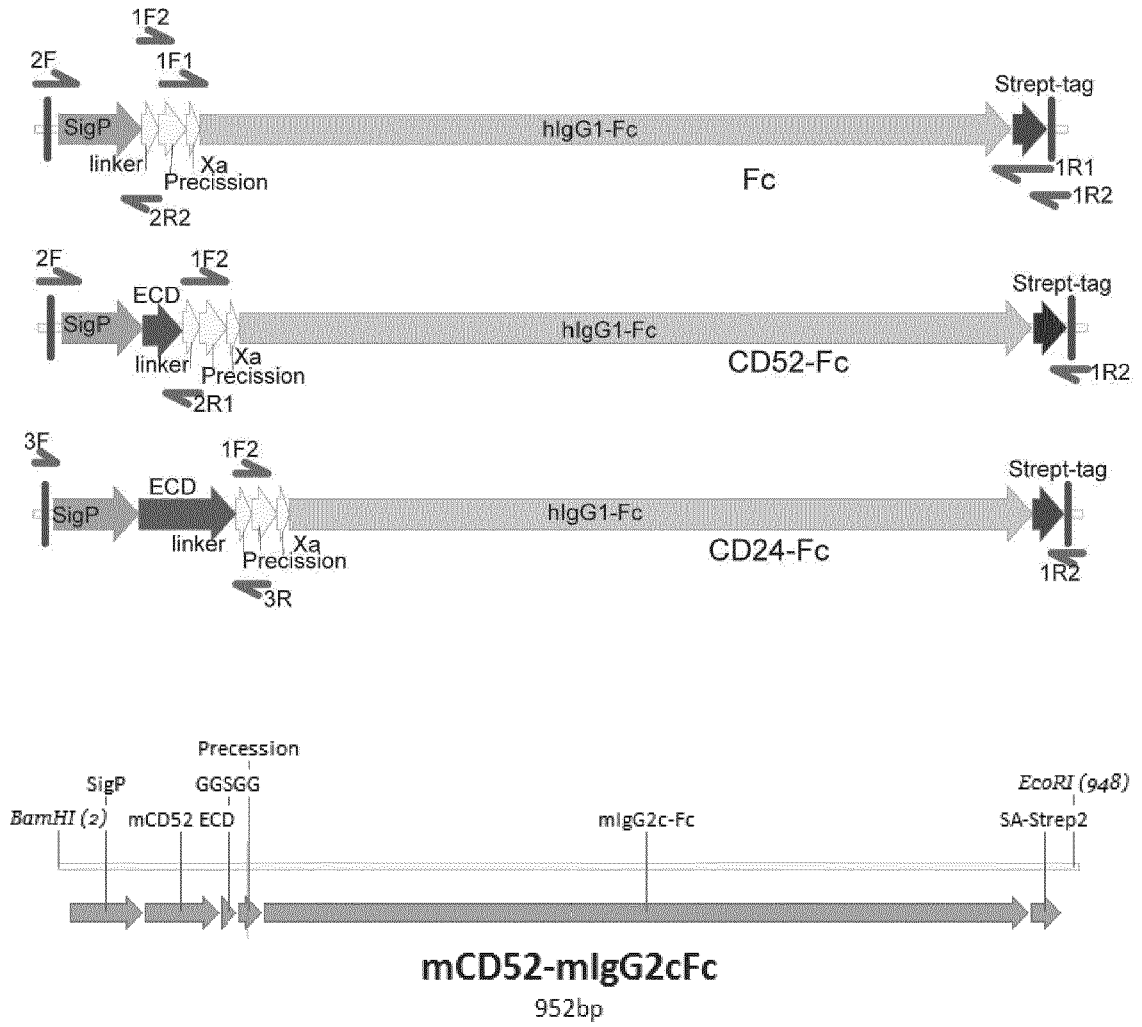 1F2
2F
1F1
Strept-tag
SigP
hIgG1-Fc
linker
Xa
Precission
Fc
1R1
2R2
1R2
2F
1F2
ECD
Strept-tag
SigP
hIgG1-Fc
linker
Xa
Precission
CD52-Fc
2R1
1R2
3F
1F2
ECD
Strept-tag
SigP
hIgG1-Fc
linker
Xa
Precission
CD24-Fc
1R2
3R
Precession
SigP GGSGG EcoRI (948)
BamHI (2) mCD52 ECD mIgG2c-Fc SA-Strep2
mCD52-mIgG2cFc
952bp